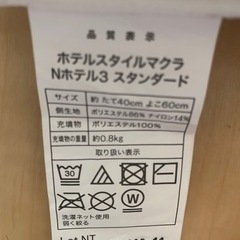 品質表示
ホテルスタイルマクラ
Nホテル3 スタンダード
サイズ 約 たて40cm よこ60cm
側生地 ポリエステル86% ナイロン14%
充填物 ポリエステル100%
充填物の重量 約0.8kg
取り扱い表示
30
W
洗濯ネット使用
弱く絞る
Lot NT